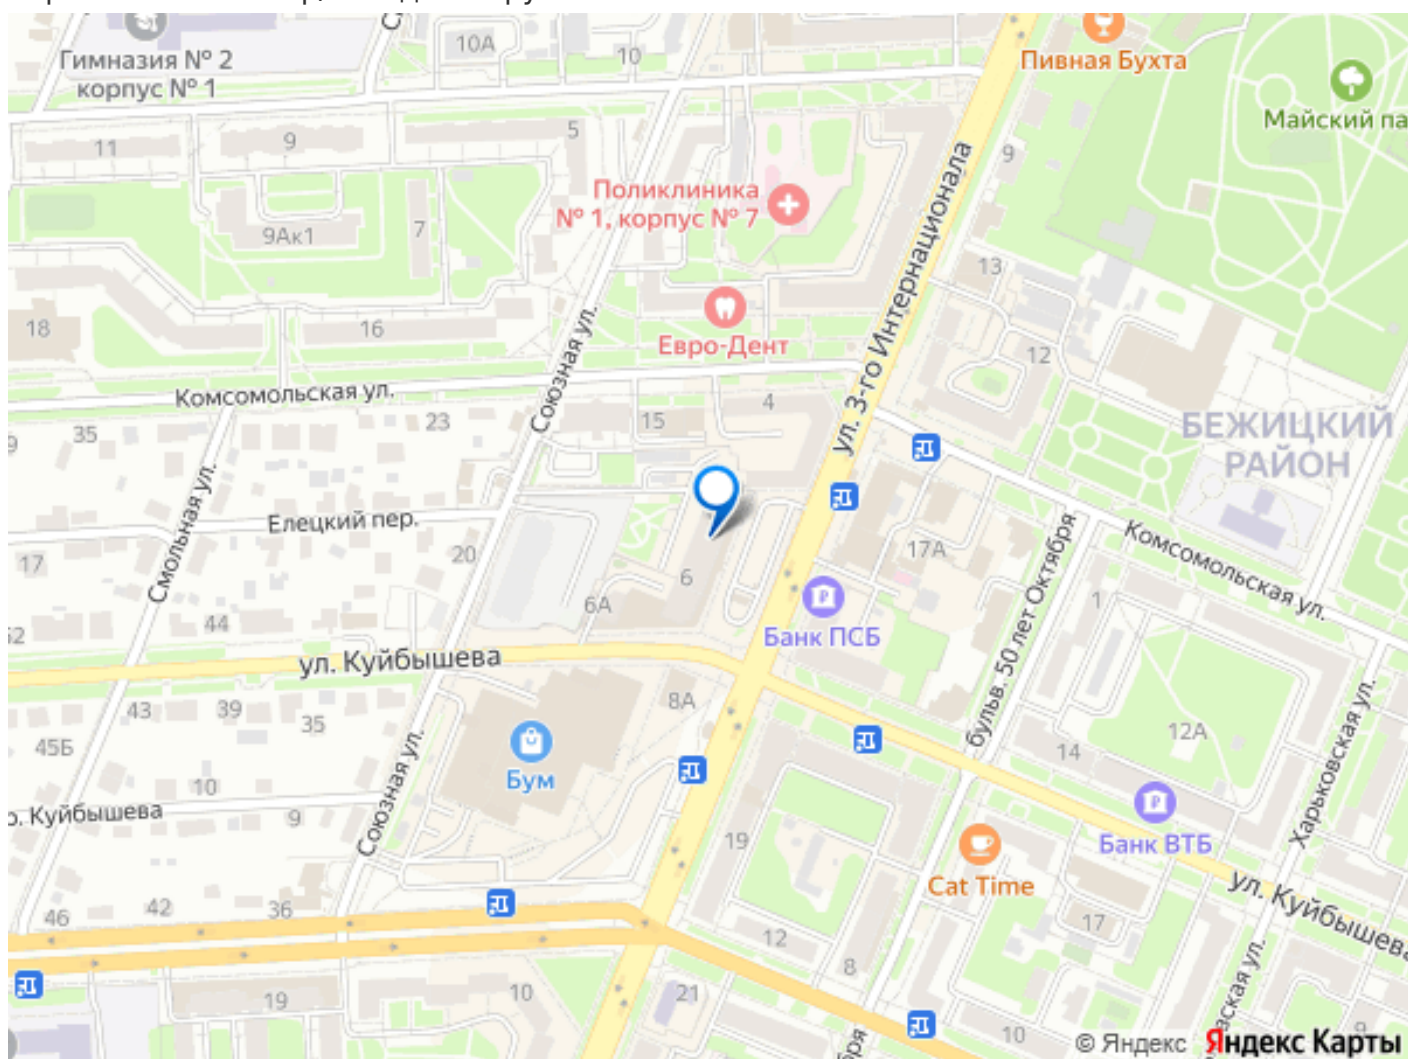 Гимназия № 2
корпус № 1
10А
10
Пивная Бухта
Майский па
11
9
5
9
Поликлиника
№ 1, корпус № 7
9Ак1
7
ул. 3-го Интернационала
13
18
16
Союзная ул.
Евро-Дент
12
Комсомольская ул.
4
35
23
15
БЕЖИЦКИЙ
РАЙОН
Смольная ул.
Елецкий пер.
17
20
17А
Комсомольская ул.
6
6А
1
44
Банк ПСБ
бульв. 50 лет Октября
ул. Куйбышева
43
39
35
8А
45Б
Бум
14
12А
Харьковская ул.
10
9
. Куйбышева
Союзная ул.
19
Банк ВТБ
Cat Time
ул. Куйбышева
46
42
36
17
12
8
19
10
21
10
9
© Яндекс Яндекс Карты